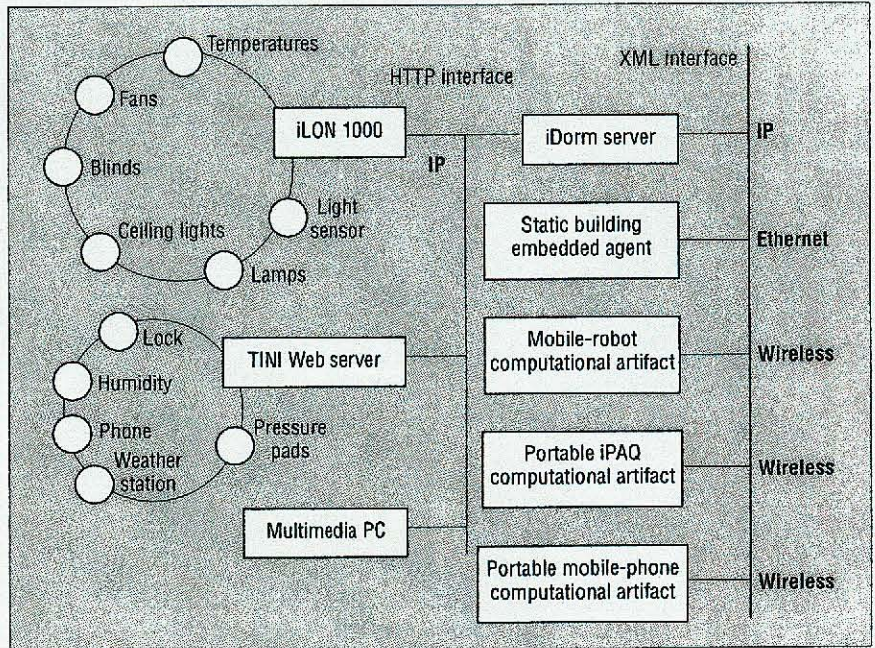 Temperatures
Fans
Blinds
Ceiling lights
Lamps
Light
sensor
iLON 1000
HTTP interface
IP
XML interface
iDorm server
IP
Static building
embedded agent
Ethernet
Mobile-robot
computational artifact
Wireless
Portable iPAQ
computational artifact
Wireless
Portable mobile-phone
computational artifact
Wireless
Lock
Humidity
Phone
Weather
station
Pressure
pads
TINI Web server
Multimedia PC